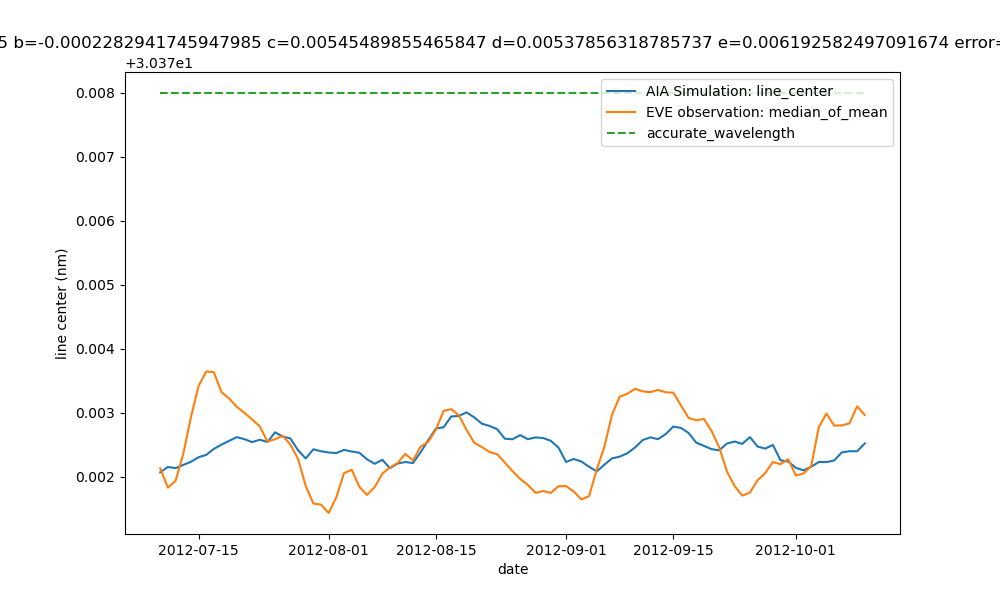 5 b=-0.0002282941745947985 c=0.00545489855465847 d=0.00537856318785737 e=0.006192582497091674 error=
+3.037e1
0.008
0.007
0.006
0.005
0.004
0.003
0.002
line center (nm)
AIA Simulation: line_center
EVE observation: median_of_mean
accurate_wavelength
2012-07-15 2012-08-01 2012-08-15 2012-09-01 2012-09-15 2012-10-01
date